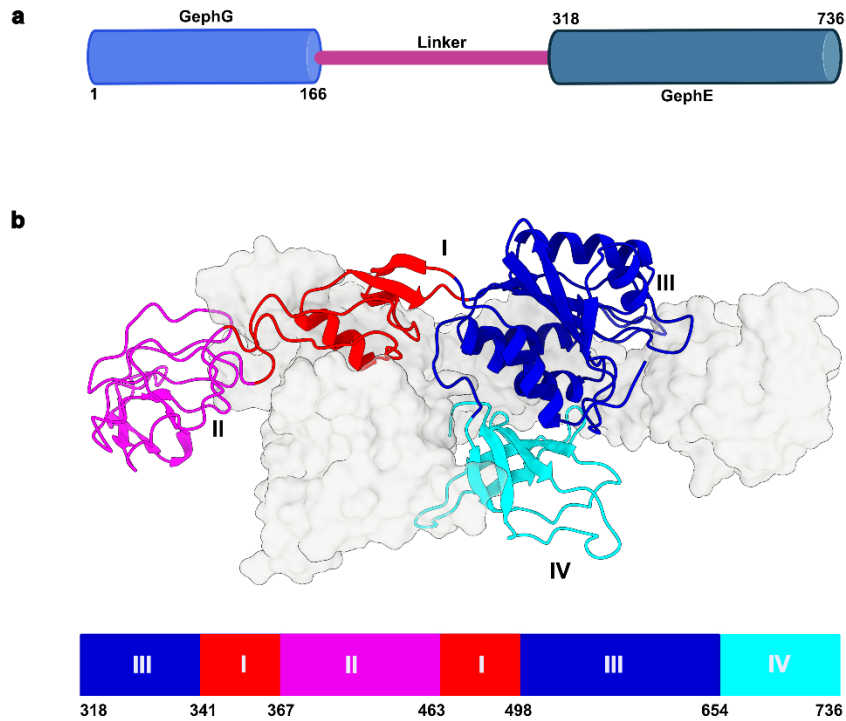 a
GephG
318
736
Linker
1
166
GephE
b
I
III
II
IV
III I II I III IV
318 341 367 463 498 654 736